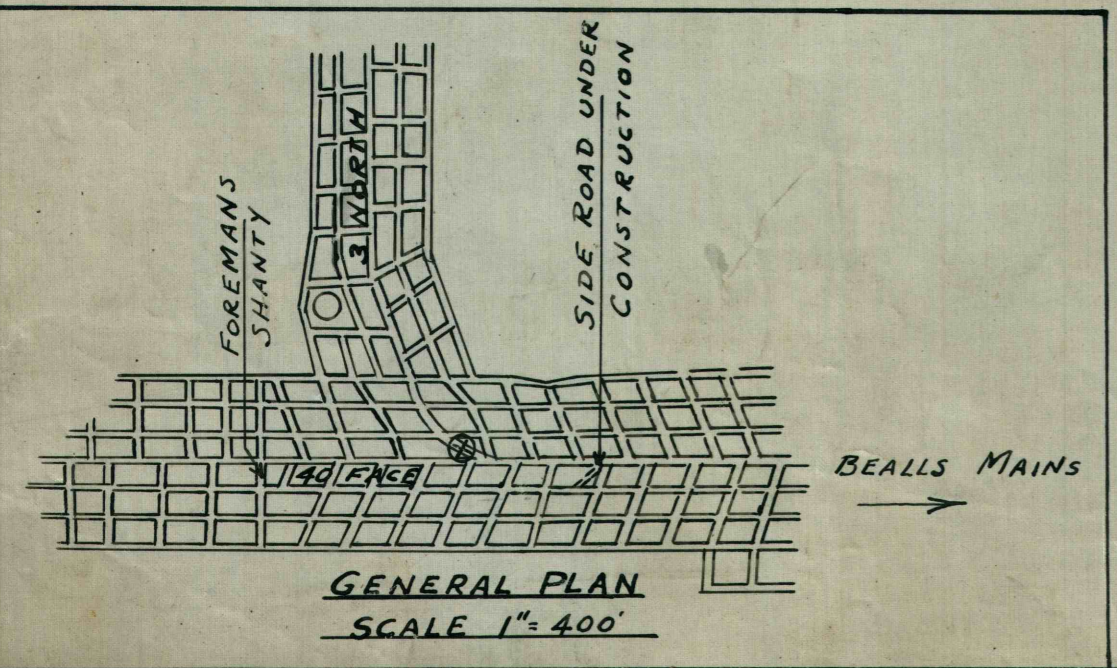 FOREMANS
SHANTY
3 NORTH
SIDE ROAD UNDER
CONSTRUCTION
40 FACE
BEALLS MAINS
GENERAL PLAN
SCALE 1"= 400'